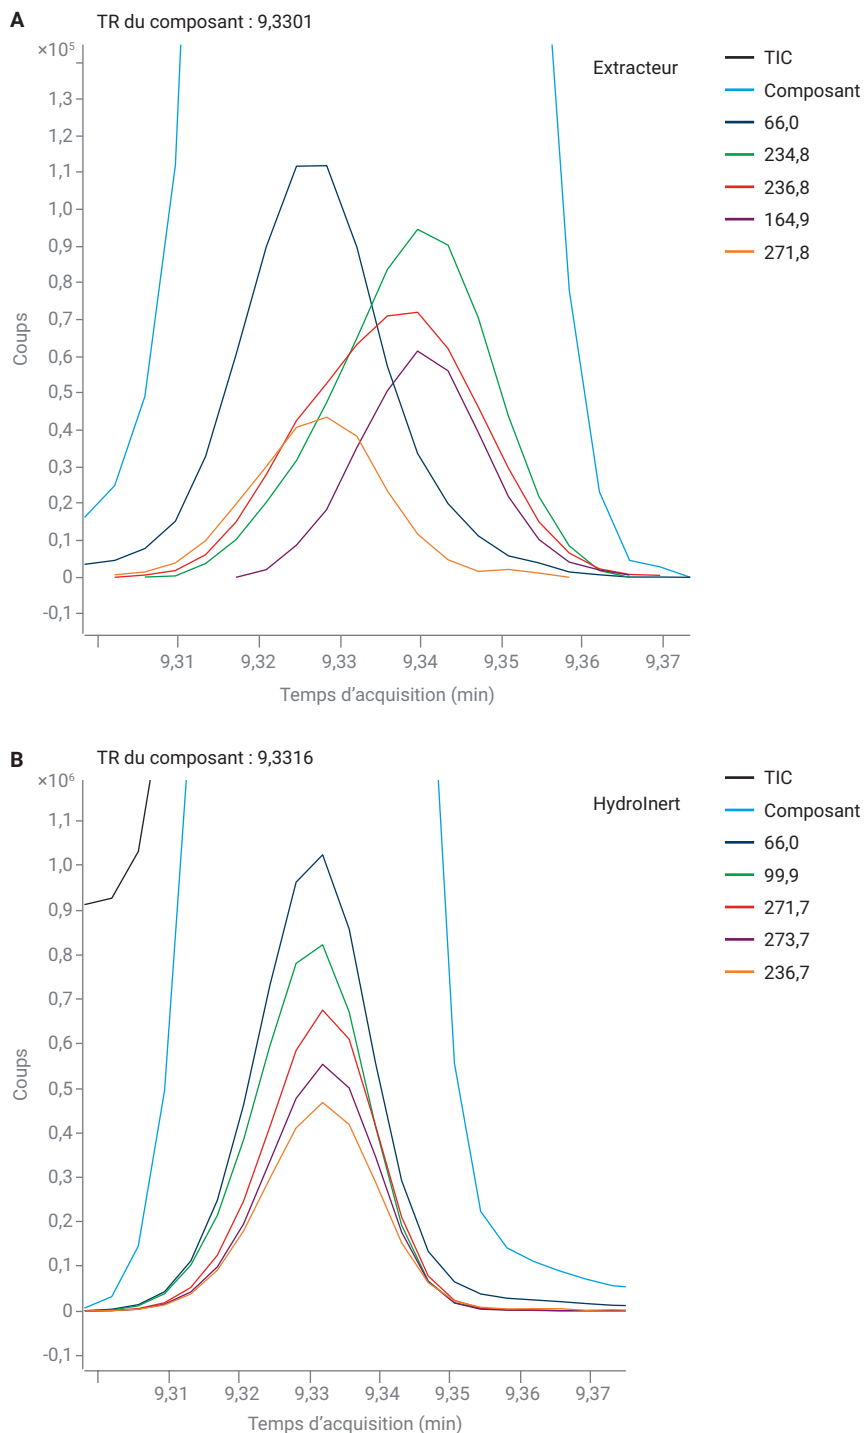 A
TR du composant : 9,3301
×10⁵
Extracteur
1,3
1,2
1,1
1,0
0,9
0,8
0,7
0,6
0,5
0,4
0,3
0,2
0,1
0
-0,1
Coups
9,31 9,32 9,33 9,34 9,35 9,36 9,37
Temps d’acquisition (min)
TIC
Composant
66,0
234,8
236,8
164,9
271,8
B
TR du composant : 9,3316
×10⁶
HydroInert
1,1
1,0
0,9
0,8
0,7
0,6
0,5
0,4
0,3
0,2
0,1
0
-0,1
Coups
9,31 9,32 9,33 9,34 9,35 9,36 9,37
Temps d’acquisition (min)
TIC
Composant
66,0
99,9
271,7
273,7
236,7